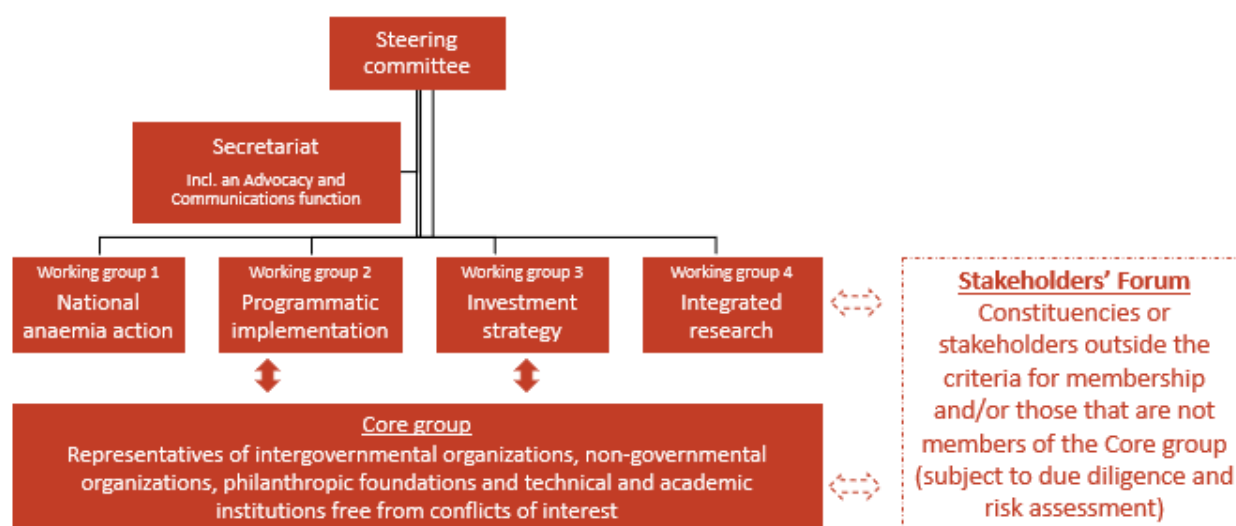 Steering
committee
Secretariat
Incl. an Advocacy and
Communications function
Working group 1
National
anaemia action
Working group 2
Programmatic
implementation
Working group 3
Investment
strategy
Working group 4
Integrated
research
Stakeholders’ Forum
Constituencies or
stakeholders outside the
criteria for membership
and/or those that are not
members of the Core group
(subject to due diligence and
risk assessment)
Core group
Representatives of intergovernmental organizations, non-governmental
organizations, philanthropic foundations and technical and academic
institutions free from conflicts of interest